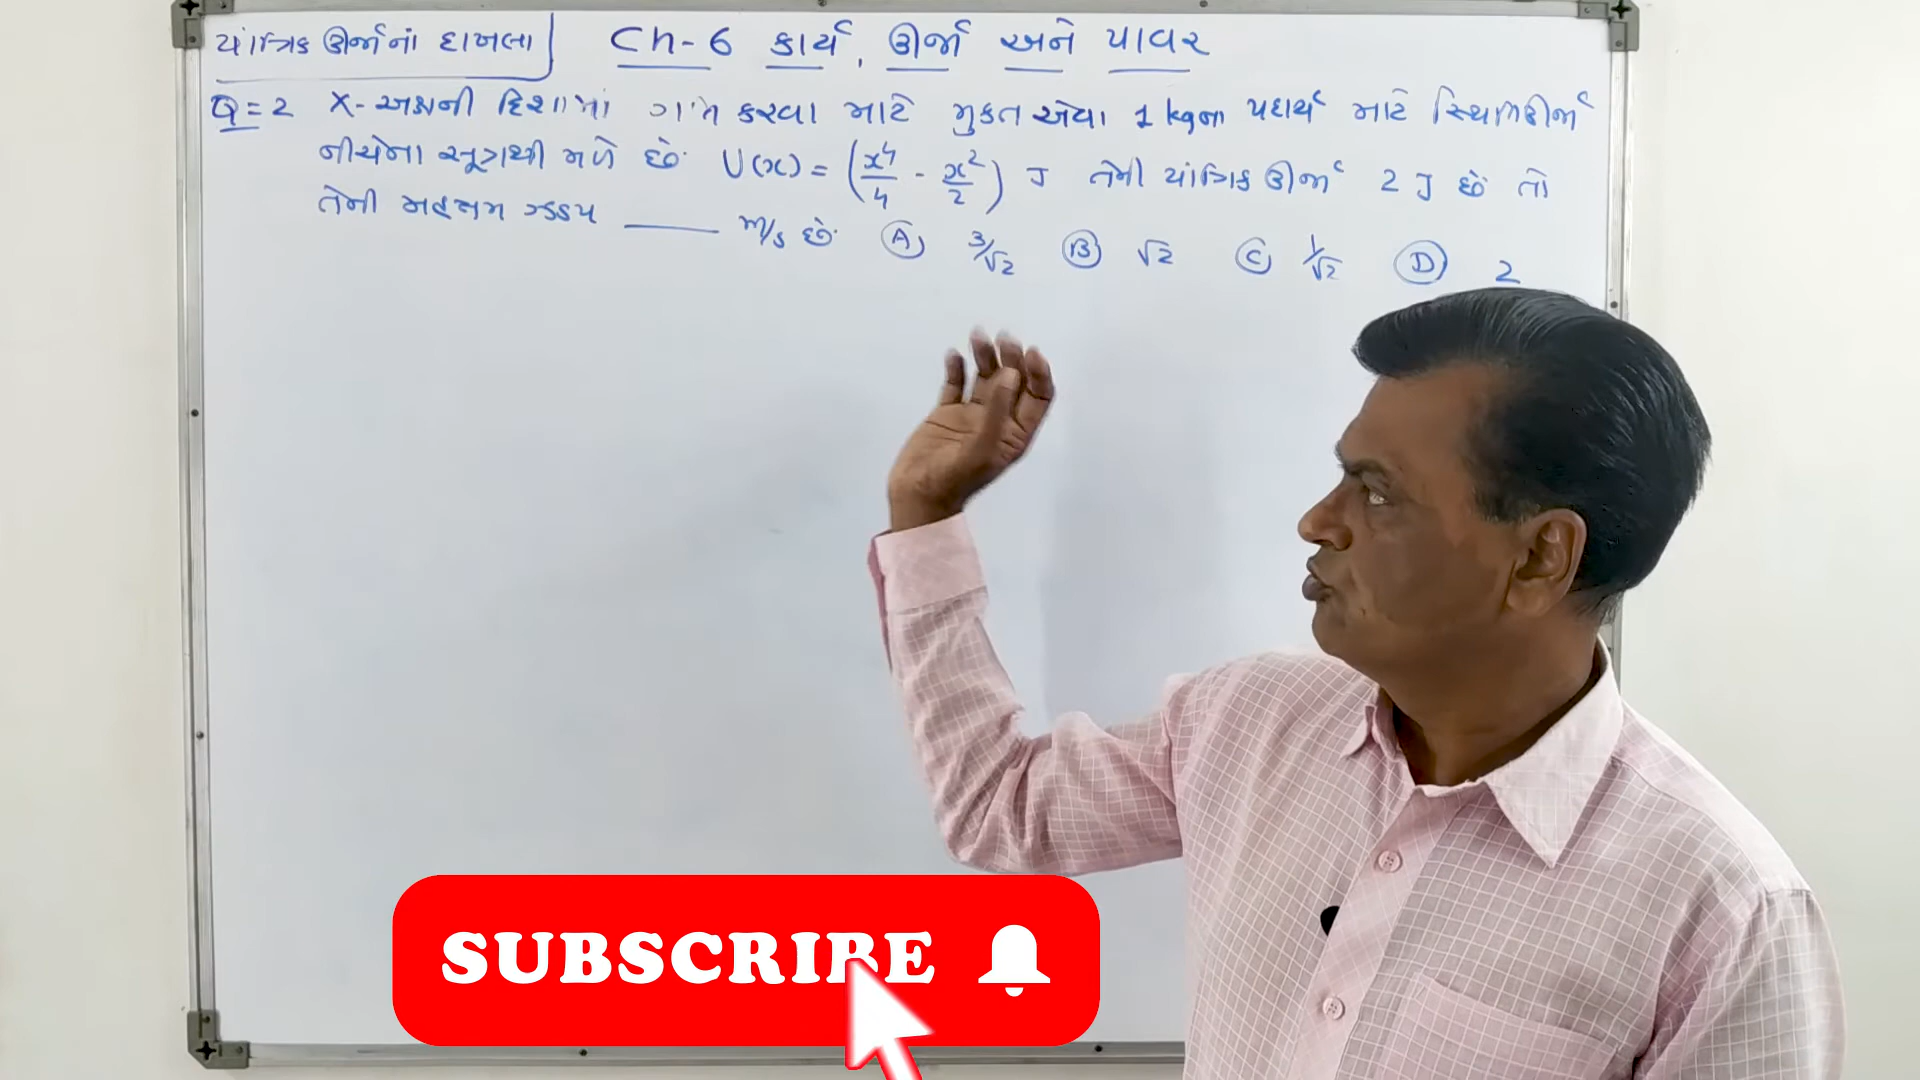 યાંત્રિક ઊર્જાનાં દાખલા
Ch-6 કાર્ય, ઊર્જા અને પાવર
Q=2 X-અક્ષની દિશામાં ગતિ કરવા માટે મુક્ત એવા 1 kgના પદાર્થ માટે સ્થિતિઊર્જા
નીચેના સૂત્રથી મળે છે. U(x) = (x⁴/4 - x²/2) J તેની યાંત્રિક ઊર્જા 2 J છે તો
તેની મહત્તમ ઝડપ ____ m/s છે. (A) 3/√2 (B) √2 (C) 1/√2 (D) 2
SUBSCRIBE